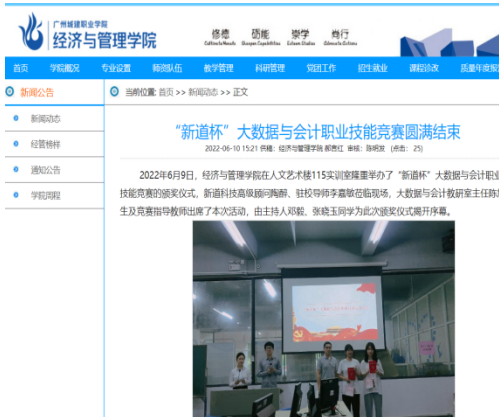 广州城建职业学院
经济与管理学院
修德 砺能 崇学 尚行
首页 学院概况 专业设置 师资队伍 教学管理 科研管理 党团工作 招生就业 课程诊改 质量年度报
新闻公告
当前位置: 首页 >> 新闻动态 >> 正文
新闻动态
经管榜样
通知公告
学院周程
“新道杯”大数据与会计职业技能竞赛圆满结束
2022-06-10 15:21 供稿：经济与管理学院 审核：陈明发 (点击: 25)
2022年6月9日，经济与管理学院在人文艺术楼115实训室隆重举办了“新道杯”大数据与会计职业
技能竞赛的颁奖仪式，新道科技高级顾问陶醉、驻校导师李嘉敏莅临现场，大数据与会计教研室主任陈
生及竞赛指导教师出席了本次活动，由主持人邓毅、张晓玉同学为此次颁奖仪式揭开序幕。